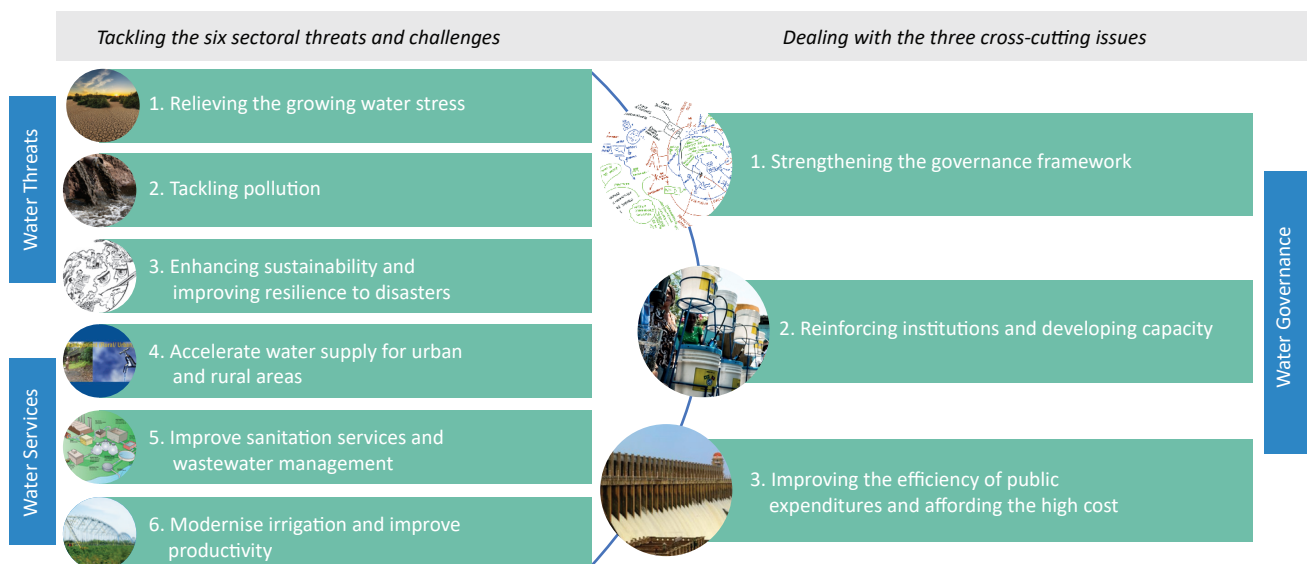 Tackling the six sectoral threats and challenges
Dealing with the three cross-cutting issues
Water Threats
1. Relieving the growing water stress
2. Tackling pollution
3. Enhancing sustainability and
improving resilience to disasters
Water Services
4. Accelerate water supply for urban
and rural areas
5. Improve sanitation services and
wastewater management
6. Modernise irrigation and improve
productivity
1. Strengthening the governance framework
2. Reinforcing institutions and developing capacity
3. Improving the efficiency of public
expenditures and affording the high cost
Water Governance